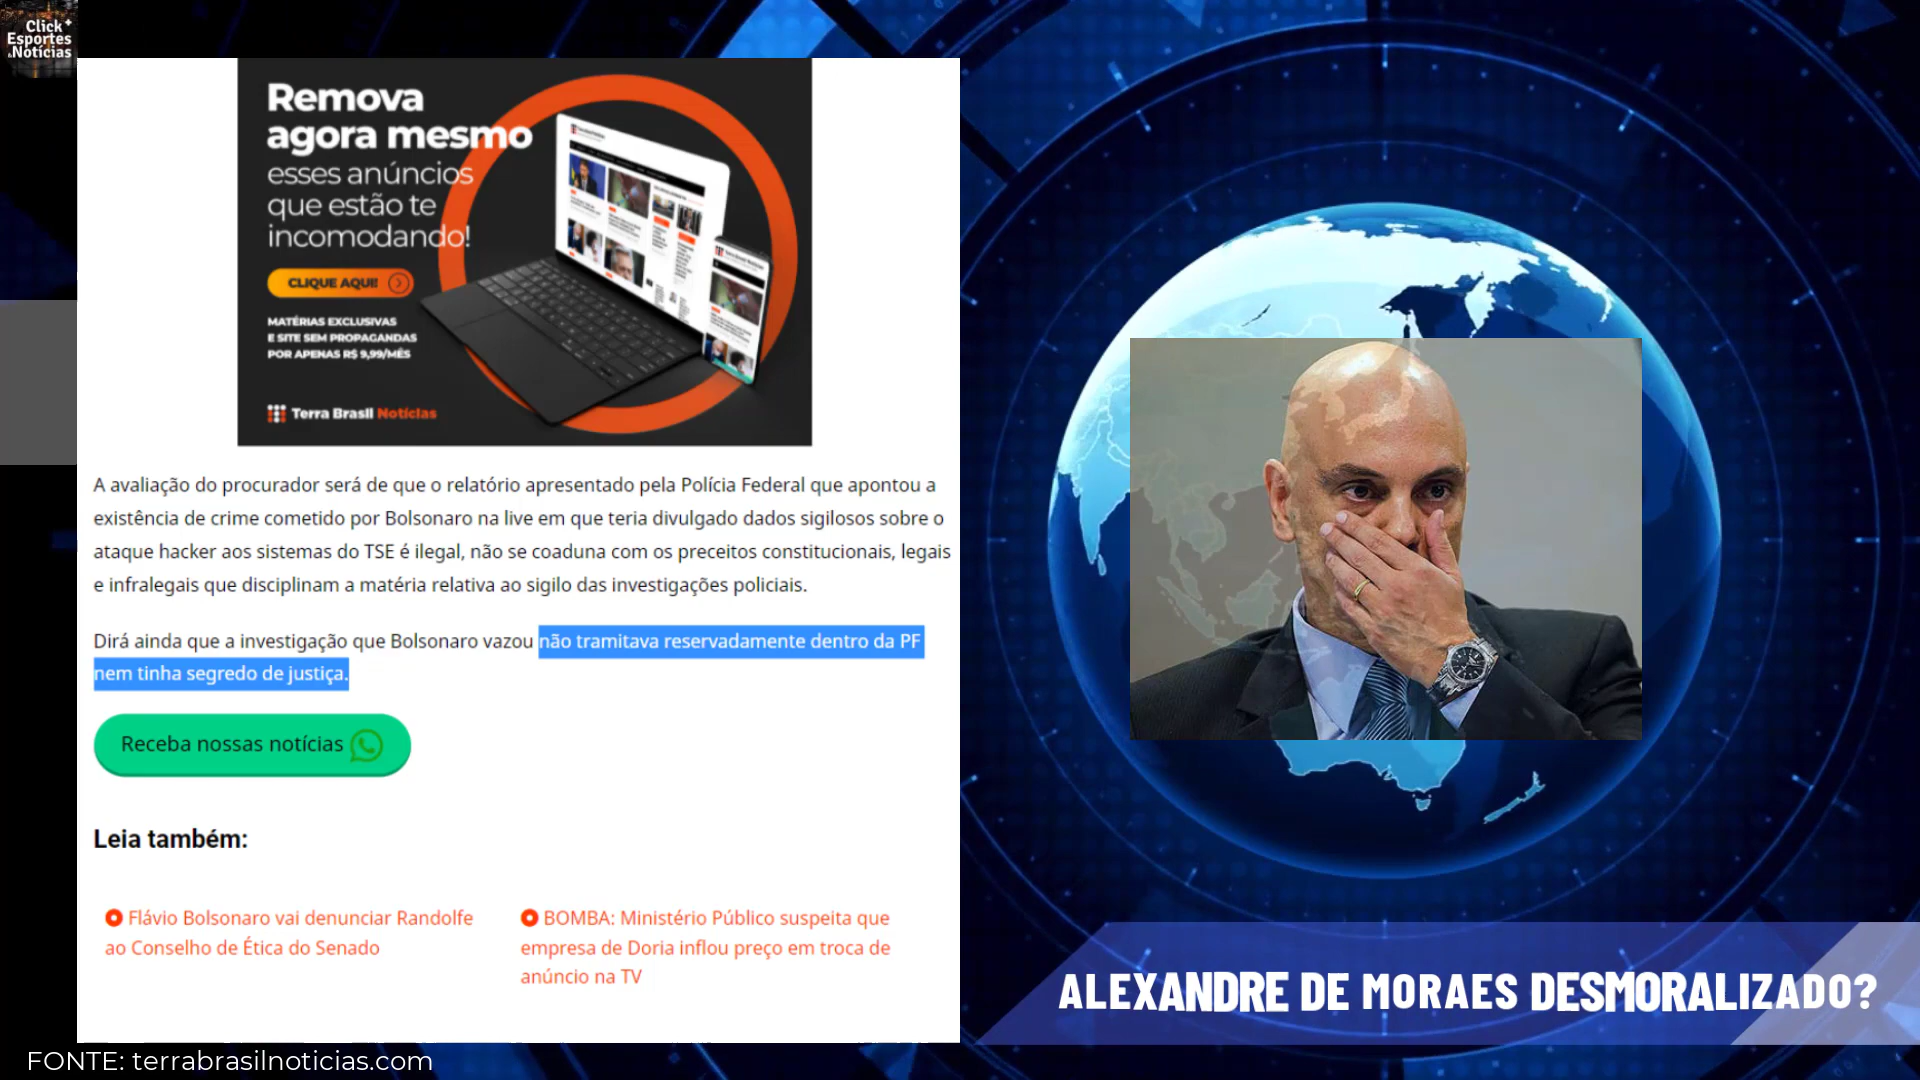 Click
Esportes
Notícias
Remova
agora mesmo
esses anúncios
que estão te
incomodando!
CLIQUE AQUI!
MATÉRIAS EXCLUSIVAS
E SITE SEM PROPAGANDAS
POR APENAS R$ 9,99/MÊS
Terra Brasil Notícias
A avaliação do procurador será de que o relatório apresentado pela Polícia Federal que apontou a
existência de crime cometido por Bolsonaro na live em que teria divulgado dados sigilosos sobre o
ataque hacker aos sistemas do TSE é ilegal, não se coaduna com os preceitos constitucionais, legais
e infralegais que disciplinam a matéria relativa ao sigilo das investigações policiais.
Dirá ainda que a investigação que Bolsonaro vazou não tramitava reservadamente dentro da PF
nem tinha segredo de justiça.
Receba nossas notícias
Leia também:
Flávio Bolsonaro vai denunciar Randolfe
ao Conselho de Ética do Senado
BOMBA: Ministério Público suspeita que
empresa de Doria inflou preço em troca de
anúncio na TV
ALEXANDRE DE MORAES DESMORALIZADO?
FONTE: terrabrasilnoticias.com